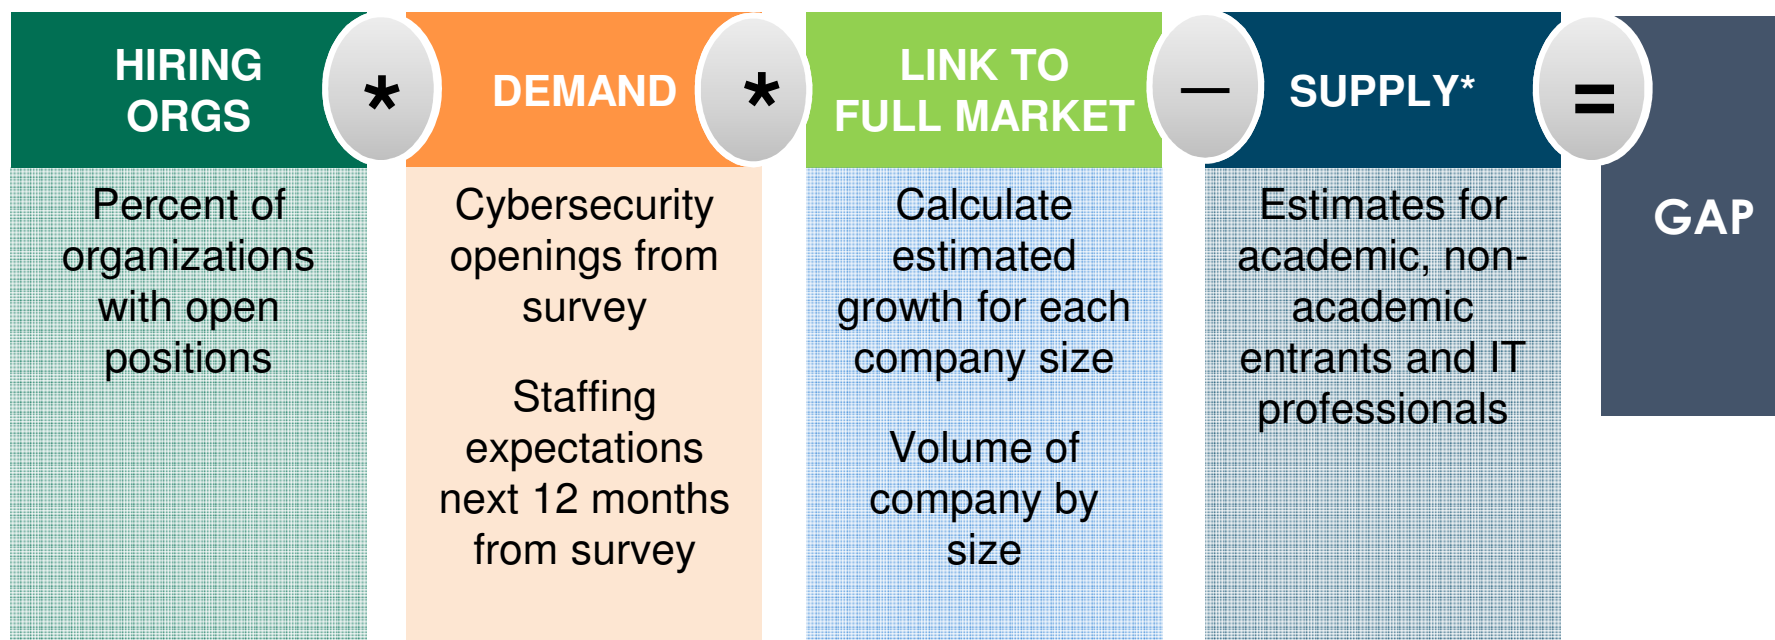 HIRING
ORGS
*
DEMAND
*
LINK TO
FULL MARKET
—
SUPPLY*
=
GAP
Percent of
organizations
with open
positions
Cybersecurity
openings from
survey
Staffing
expectations
next 12 months
from survey
Calculate
estimated
growth for each
company size
Volume of
company by
size
Estimates for
academic, non-
academic
entrants and IT
professionals